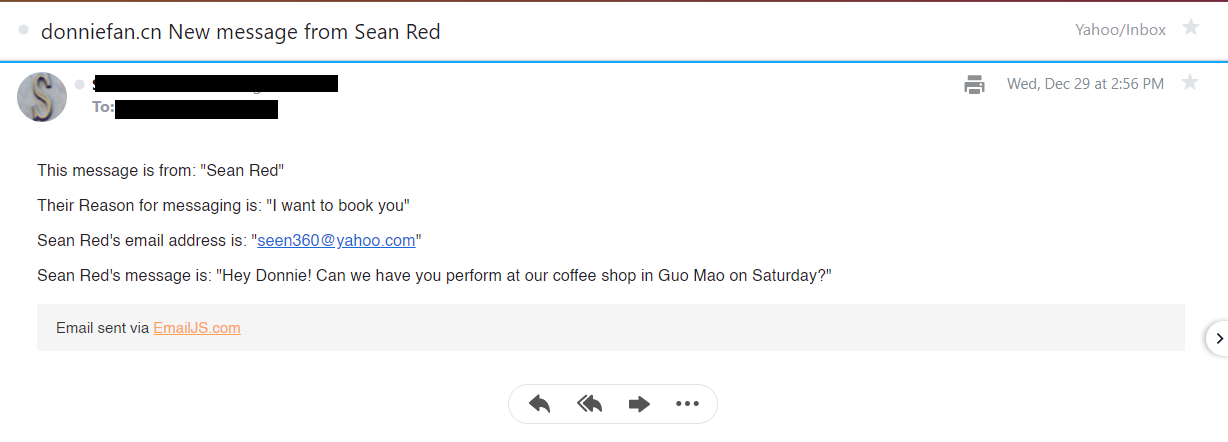 donniefan.cn New message from Sean Red
Yahoo/Inbox
Wed, Dec 29 at 2:56 PM
To:
This message is from: "Sean Red"
Their Reason for messaging is: "I want to book you"
Sean Red's email address is: "seen360@yahoo.com"
Sean Red's message is: "Hey Donnie! Can we have you perform at our coffee shop in Guo Mao on Saturday?"
Email sent via EmailJS.com